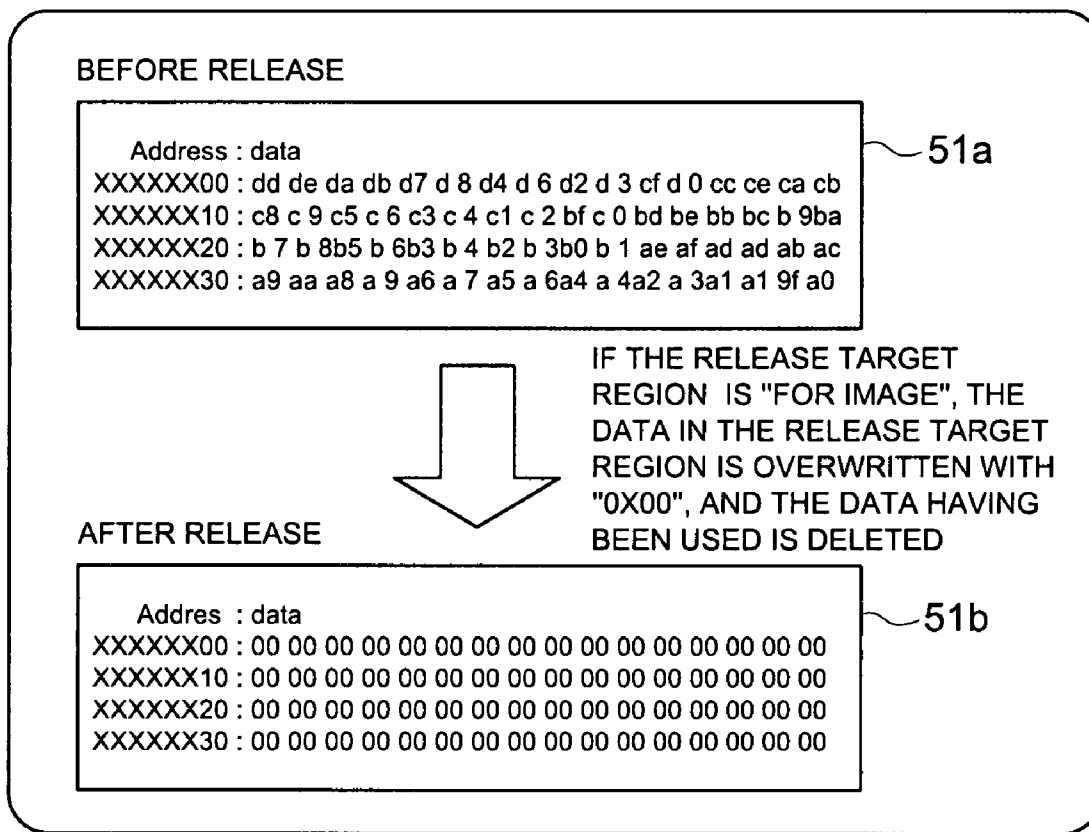 BEFORE RELEASE
Address : data
XXXXXX00 : dd de da db d7 d 8 d4 d 6 d2 d 3 cf d 0 cc ce ca cb
XXXXXX10 : c8 c 9 c5 c 6 c3 c 4 c1 c 2 bf c 0 bd be bb bc b 9ba
XXXXXX20 : b 7 b 8b5 b 6b3 b 4 b2 b 3b0 b 1 ae af ad ad ab ac
XXXXXX30 : a9 aa a8 a 9 a6 a 7 a5 a 6a4 a 4a2 a 3a1 a1 9f a0
51a
IF THE RELEASE TARGET
REGION IS "FOR IMAGE", THE
DATA IN THE RELEASE TARGET
REGION IS OVERWRITTEN WITH
"0X00", AND THE DATA HAVING
BEEN USED IS DELETED
AFTER RELEASE
Addres : data
XXXXXX00 : 00 00 00 00 00 00 00 00 00 00 00 00 00 00 00 00
XXXXXX10 : 00 00 00 00 00 00 00 00 00 00 00 00 00 00 00 00
XXXXXX20 : 00 00 00 00 00 00 00 00 00 00 00 00 00 00 00 00
XXXXXX30 : 00 00 00 00 00 00 00 00 00 00 00 00 00 00 00 00
51b